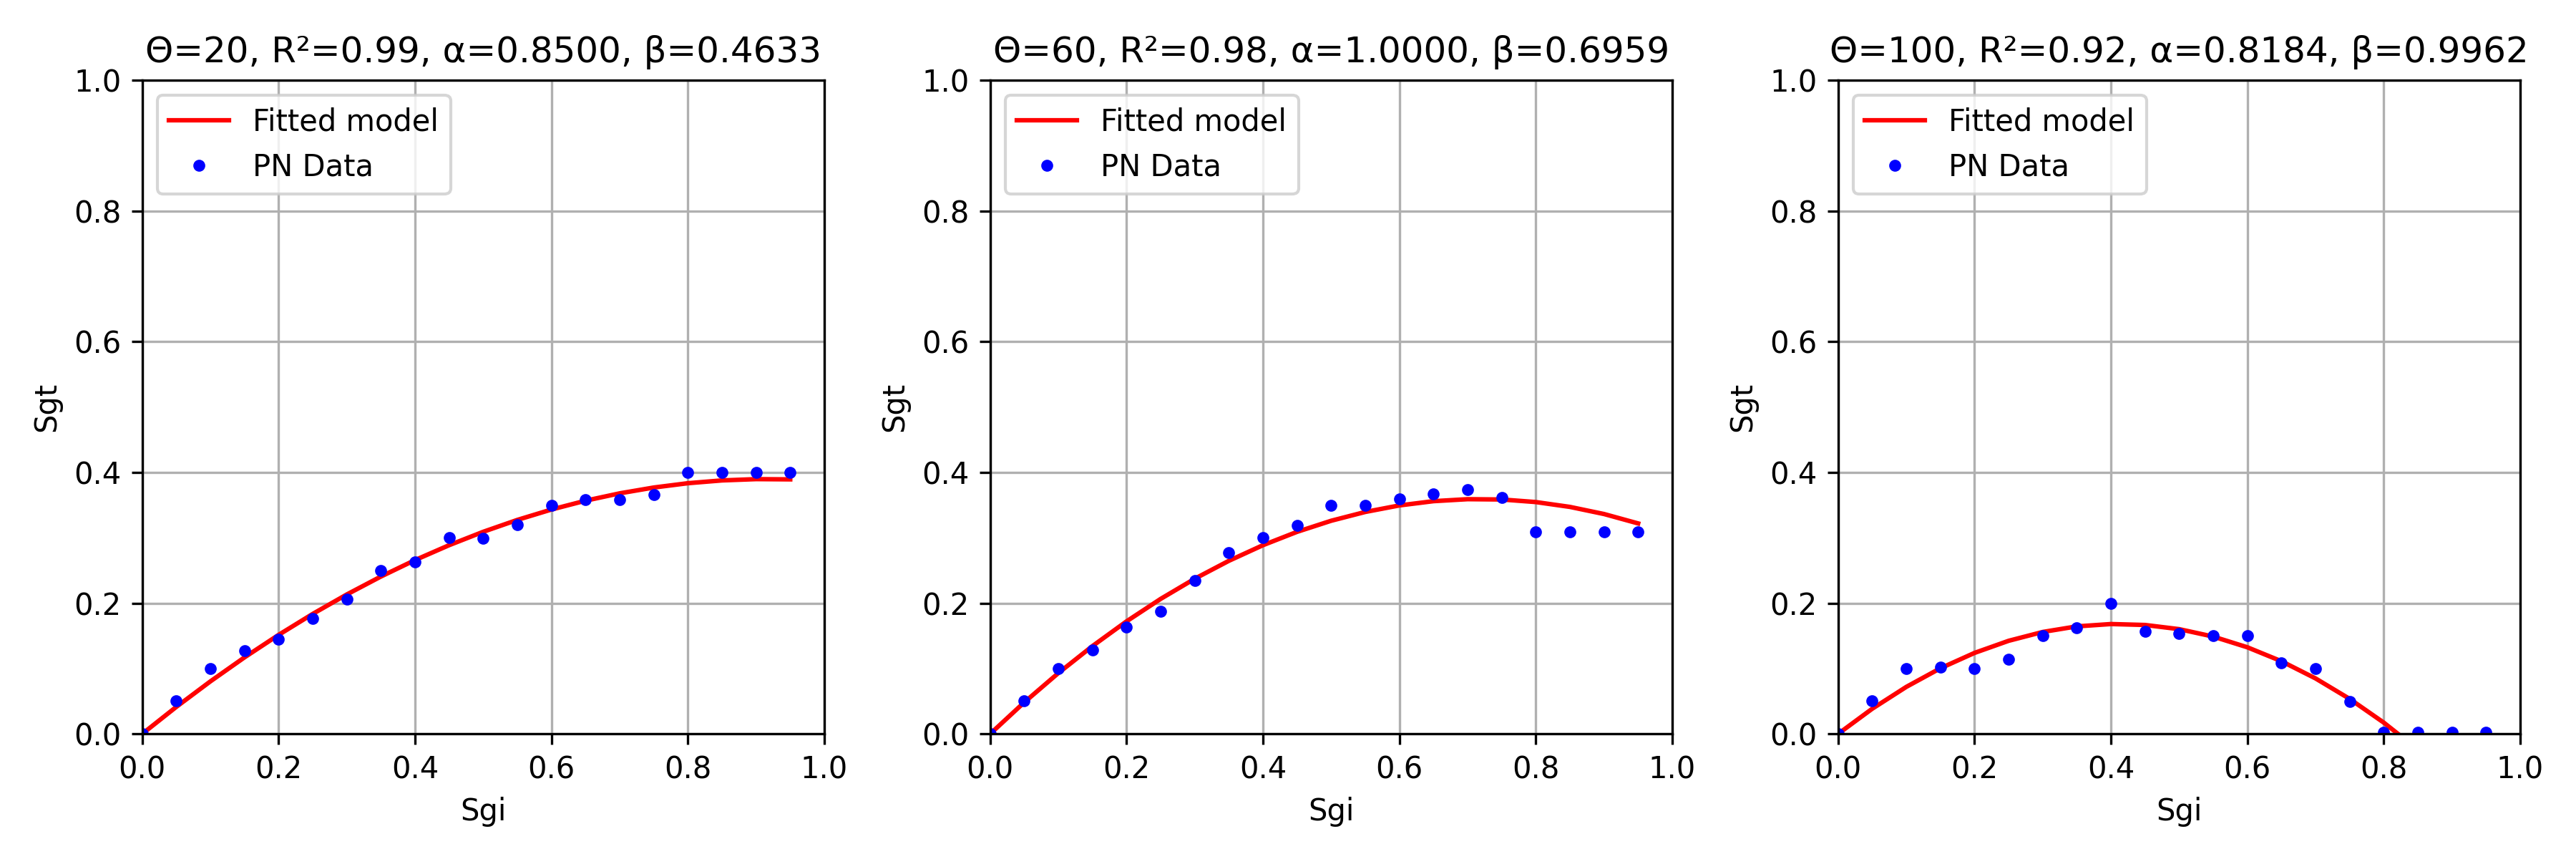 Θ=20, R²=0.99, α=0.8500, β=0.4633
1.0
0.8
0.6
0.4
0.2
0.0
Sgt
Fitted model
PN Data
0.0 0.2 0.4 0.6 0.8 1.0
Sgi
Θ=60, R²=0.98, α=1.0000, β=0.6959
1.0
0.8
0.6
0.4
0.2
0.0
Sgt
Fitted model
PN Data
0.0 0.2 0.4 0.6 0.8 1.0
Sgi
Θ=100, R²=0.92, α=0.8184, β=0.9962
1.0
0.8
0.6
0.4
0.2
0.0
Sgt
Fitted model
PN Data
0.0 0.2 0.4 0.6 0.8 1.0
Sgi